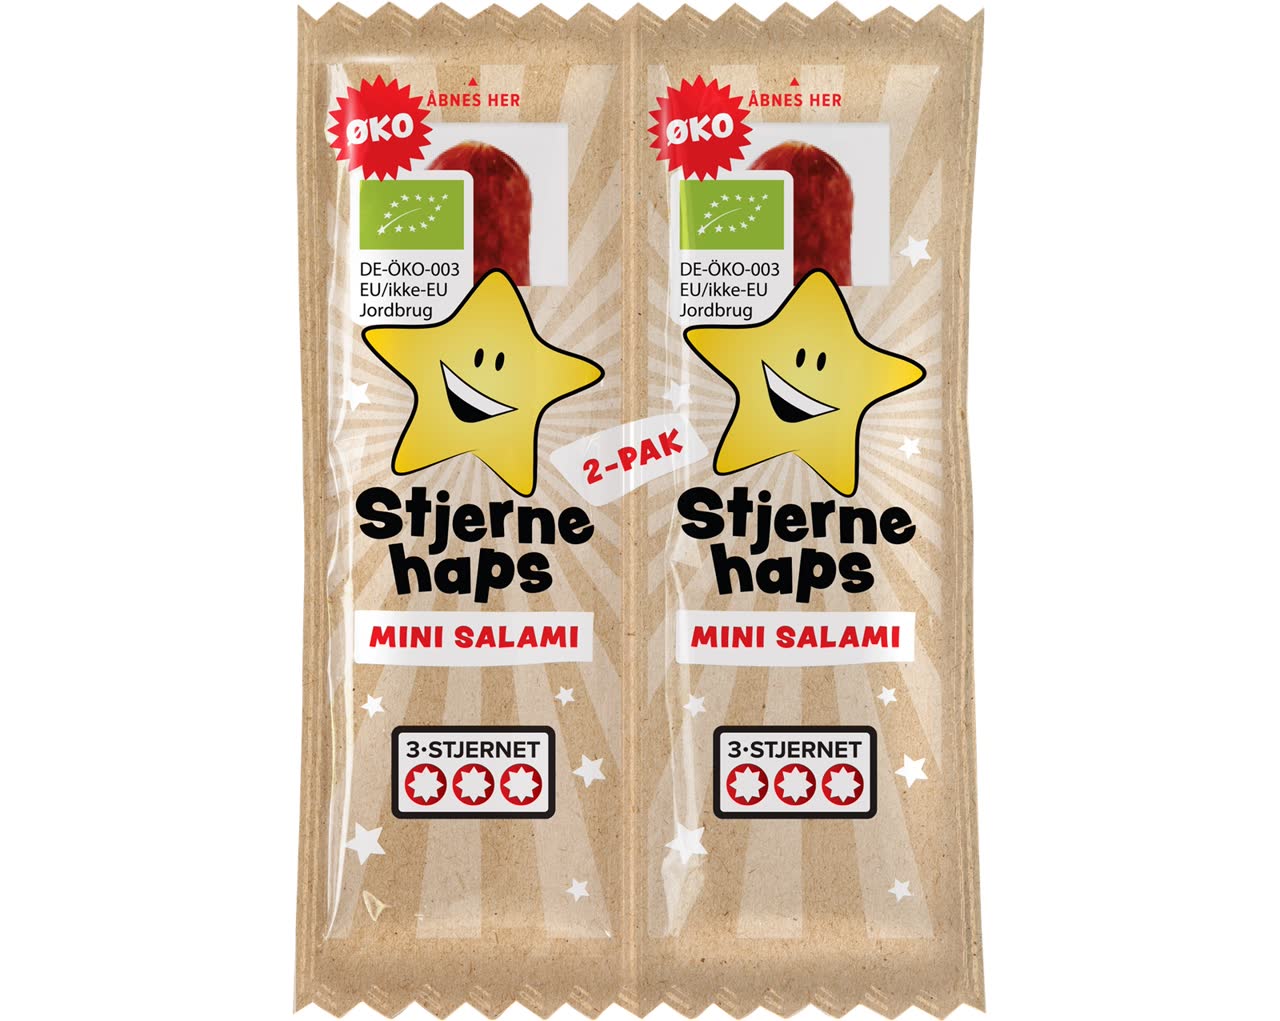 ÅBNES HER
ØKO
DE-ÖKO-003
EU/ikke-EU
Jordbrug
Stjerne
haps
MINI SALAMI
3·STJERNET
2-PAK
ÅBNES HER
ØKO
DE-ÖKO-003
EU/ikke-EU
Jordbrug
Stjerne
haps
MINI SALAMI
3·STJERNET